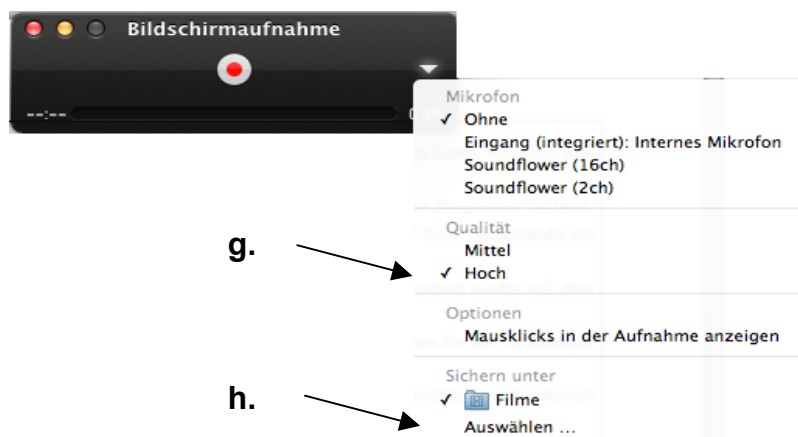 Bildschirmaufnahme
--:--
Mikrofon
✓ Ohne
Eingang (integriert): Internes Mikrofon
Soundflower (16ch)
Soundflower (2ch)
Qualität
Mittel
g.
✓ Hoch
Optionen
Mausklicks in der Aufnahme anzeigen
Sichern unter
h.
✓ Filme
Auswählen ...